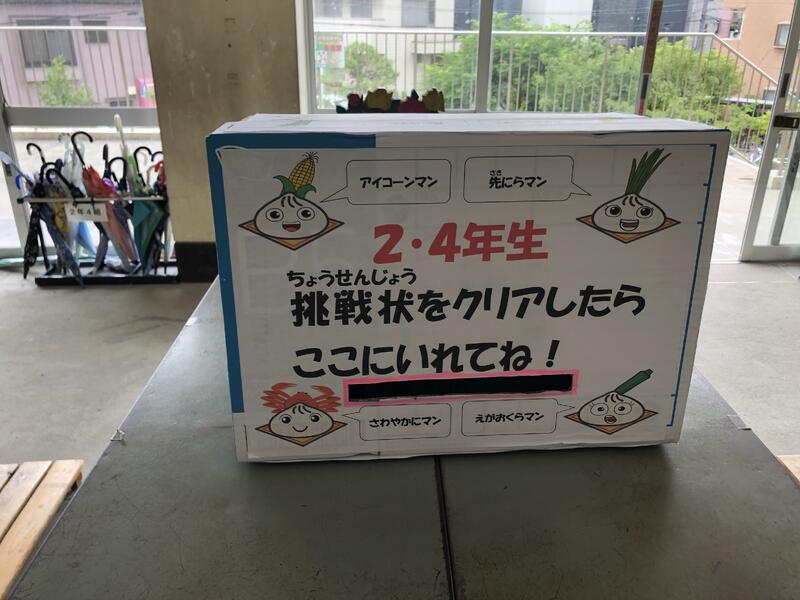 アイコーンマン
先にらマン
さき
2・4年生
ちょうせんじょう
挑戦状をクリアしたら
ここにいれてね！
さわやかにマン
えがおくらマン
2年4組